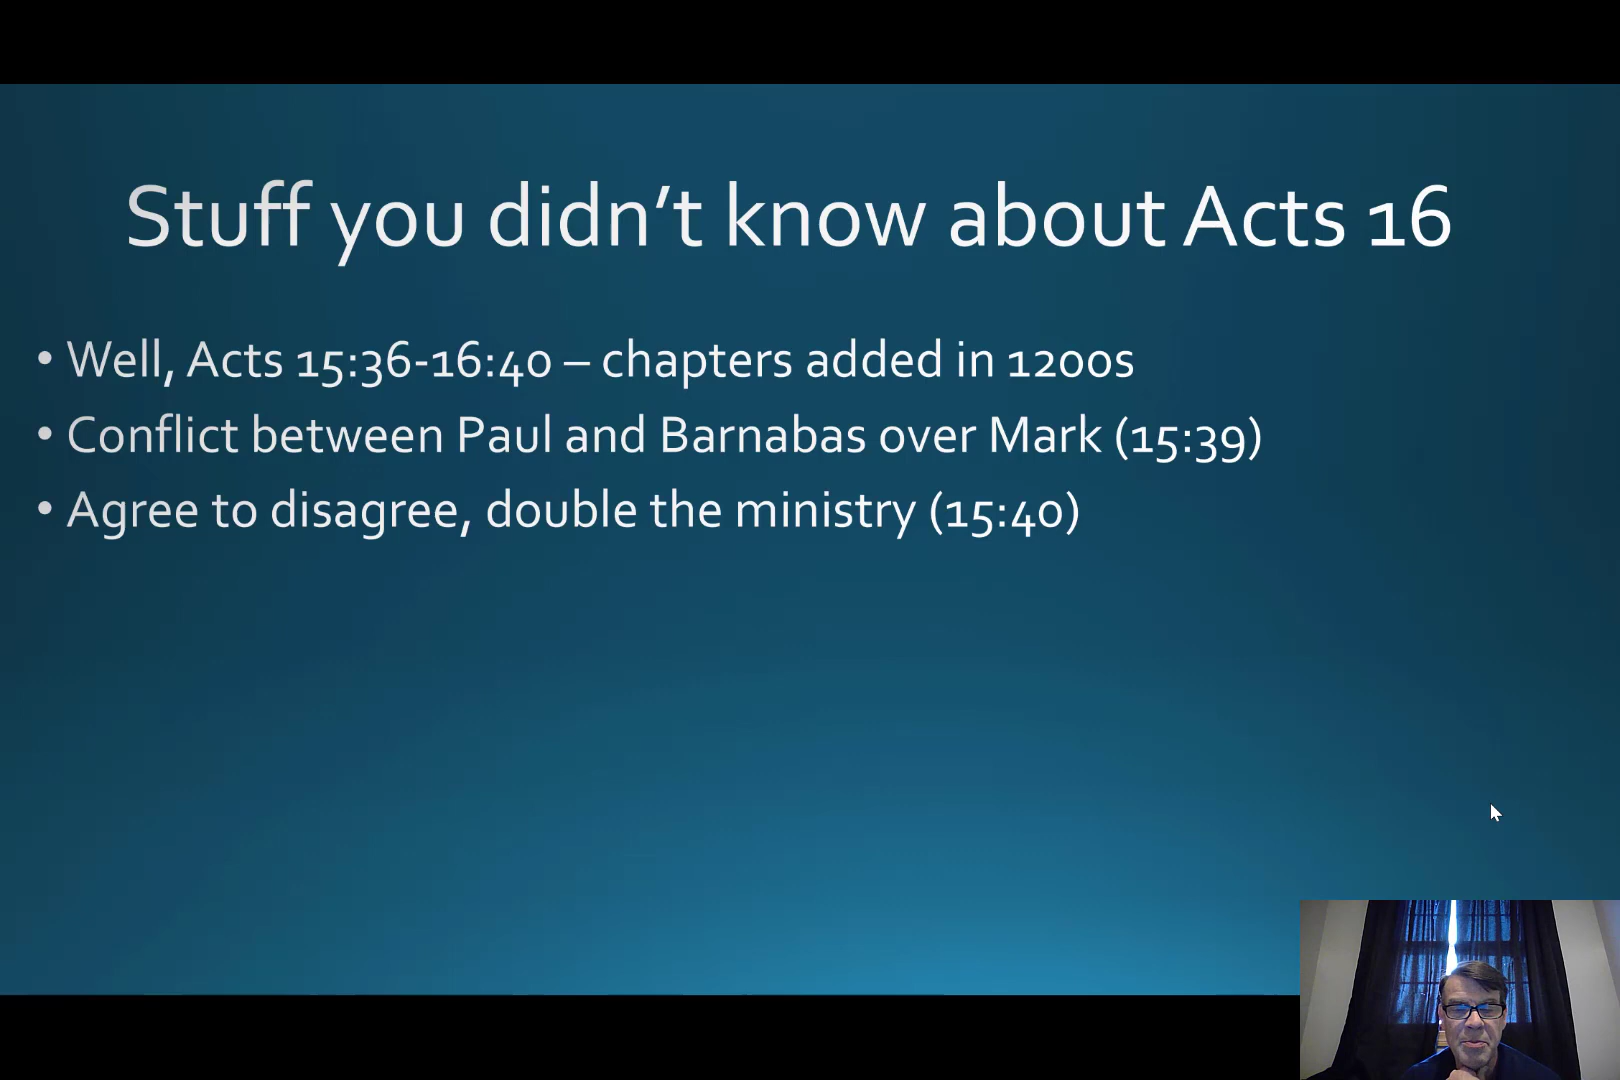 Stuff you didn’t know about Acts 16
• Well, Acts 15:36-16:40 – chapters added in 1200s
• Conflict between Paul and Barnabas over Mark (15:39)
• Agree to disagree, double the ministry (15:40)